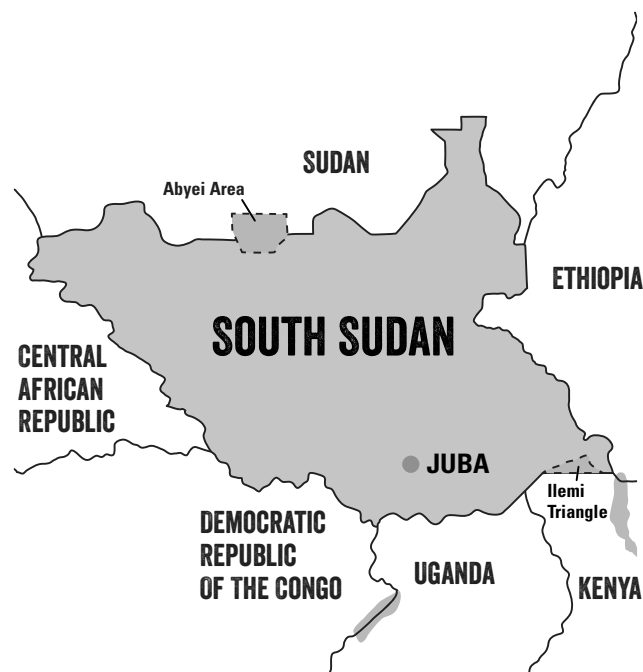 SUDAN
Abyei Area
ETHIOPIA
SOUTH SUDAN
CENTRAL
AFRICAN
REPUBLIC
JUBA
Ilemi
Triangle
DEMOCRATIC
REPUBLIC
OF THE CONGO
UGANDA
KENYA